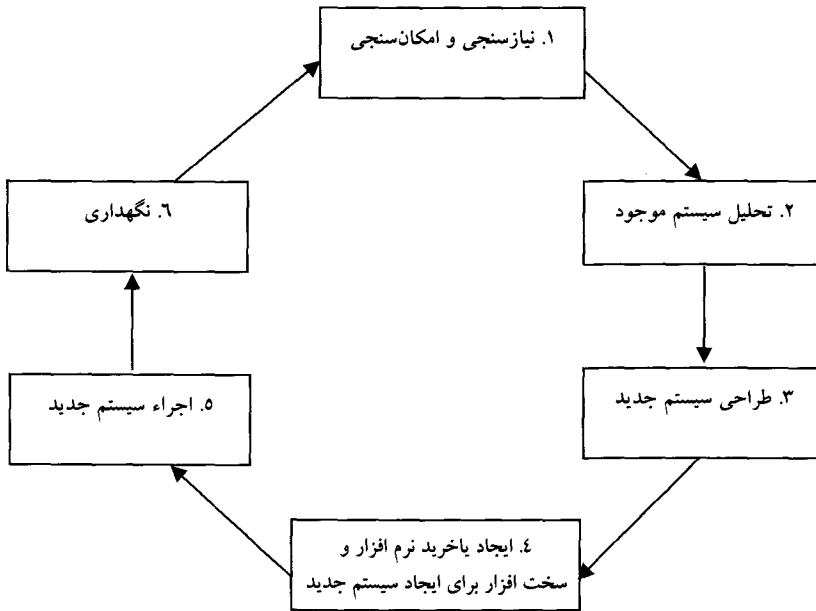 ۱. نیازسنجی و امکان‌سنجی
۲. تحلیل سیستم موجود
۳. طراحی سیستم جدید
٤. ایجاد یاخرید نرم افزار و
سخت افزار برای ایجاد سیستم جدید
٥. اجراء سیستم جدید
٦. نگهداری